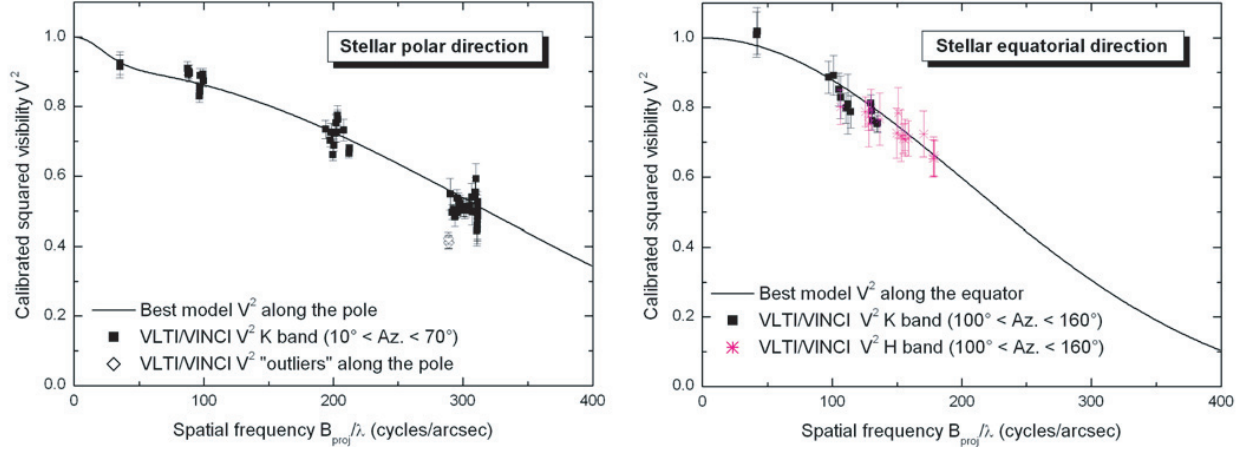 Stellar polar direction
Calibrated squared visibility V²
1.0
0.8
0.6
0.4
0.2
0.0
Best model V² along the pole
VLTI/VINCI V² K band (10° < Az. < 70°)
VLTI/VINCI V² "outliers" along the pole
0 100 200 300 400
Spatial frequency B_proj/λ (cycles/arcsec)
Stellar equatorial direction
Calibrated squared visibility V²
1.0
0.8
0.6
0.4
0.2
0.0
Best model V² along the equator
VLTI/VINCI V² K band (100° < Az. < 160°)
VLTI/VINCI V² H band (100° < Az. < 160°)
0 100 200 300 400
Spatial frequency B_proj/λ (cycles/arcsec)